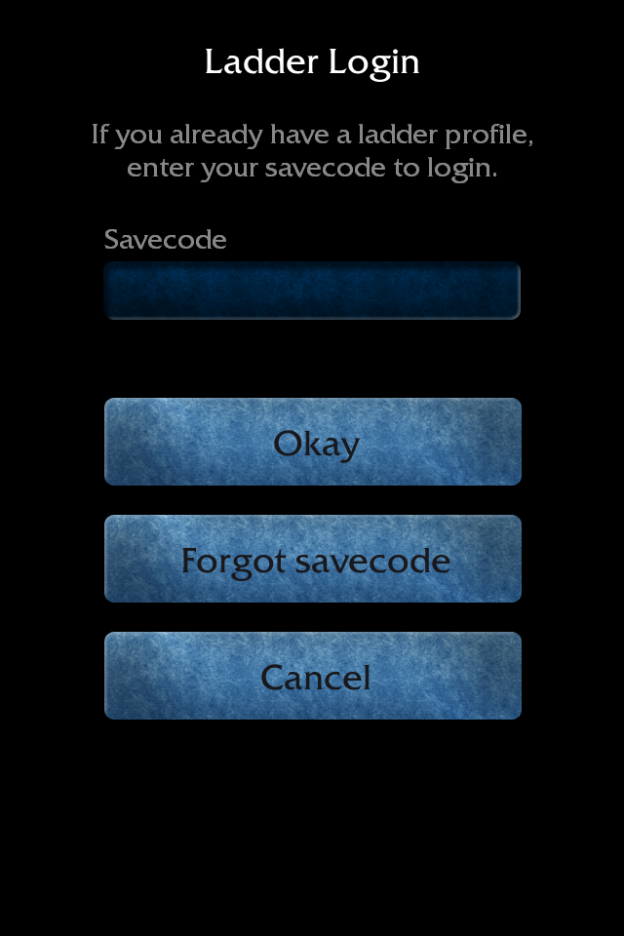 Ladder Login
If you already have a ladder profile,
enter your savecode to login.
Savecode
Okay
Forgot savecode
Cancel